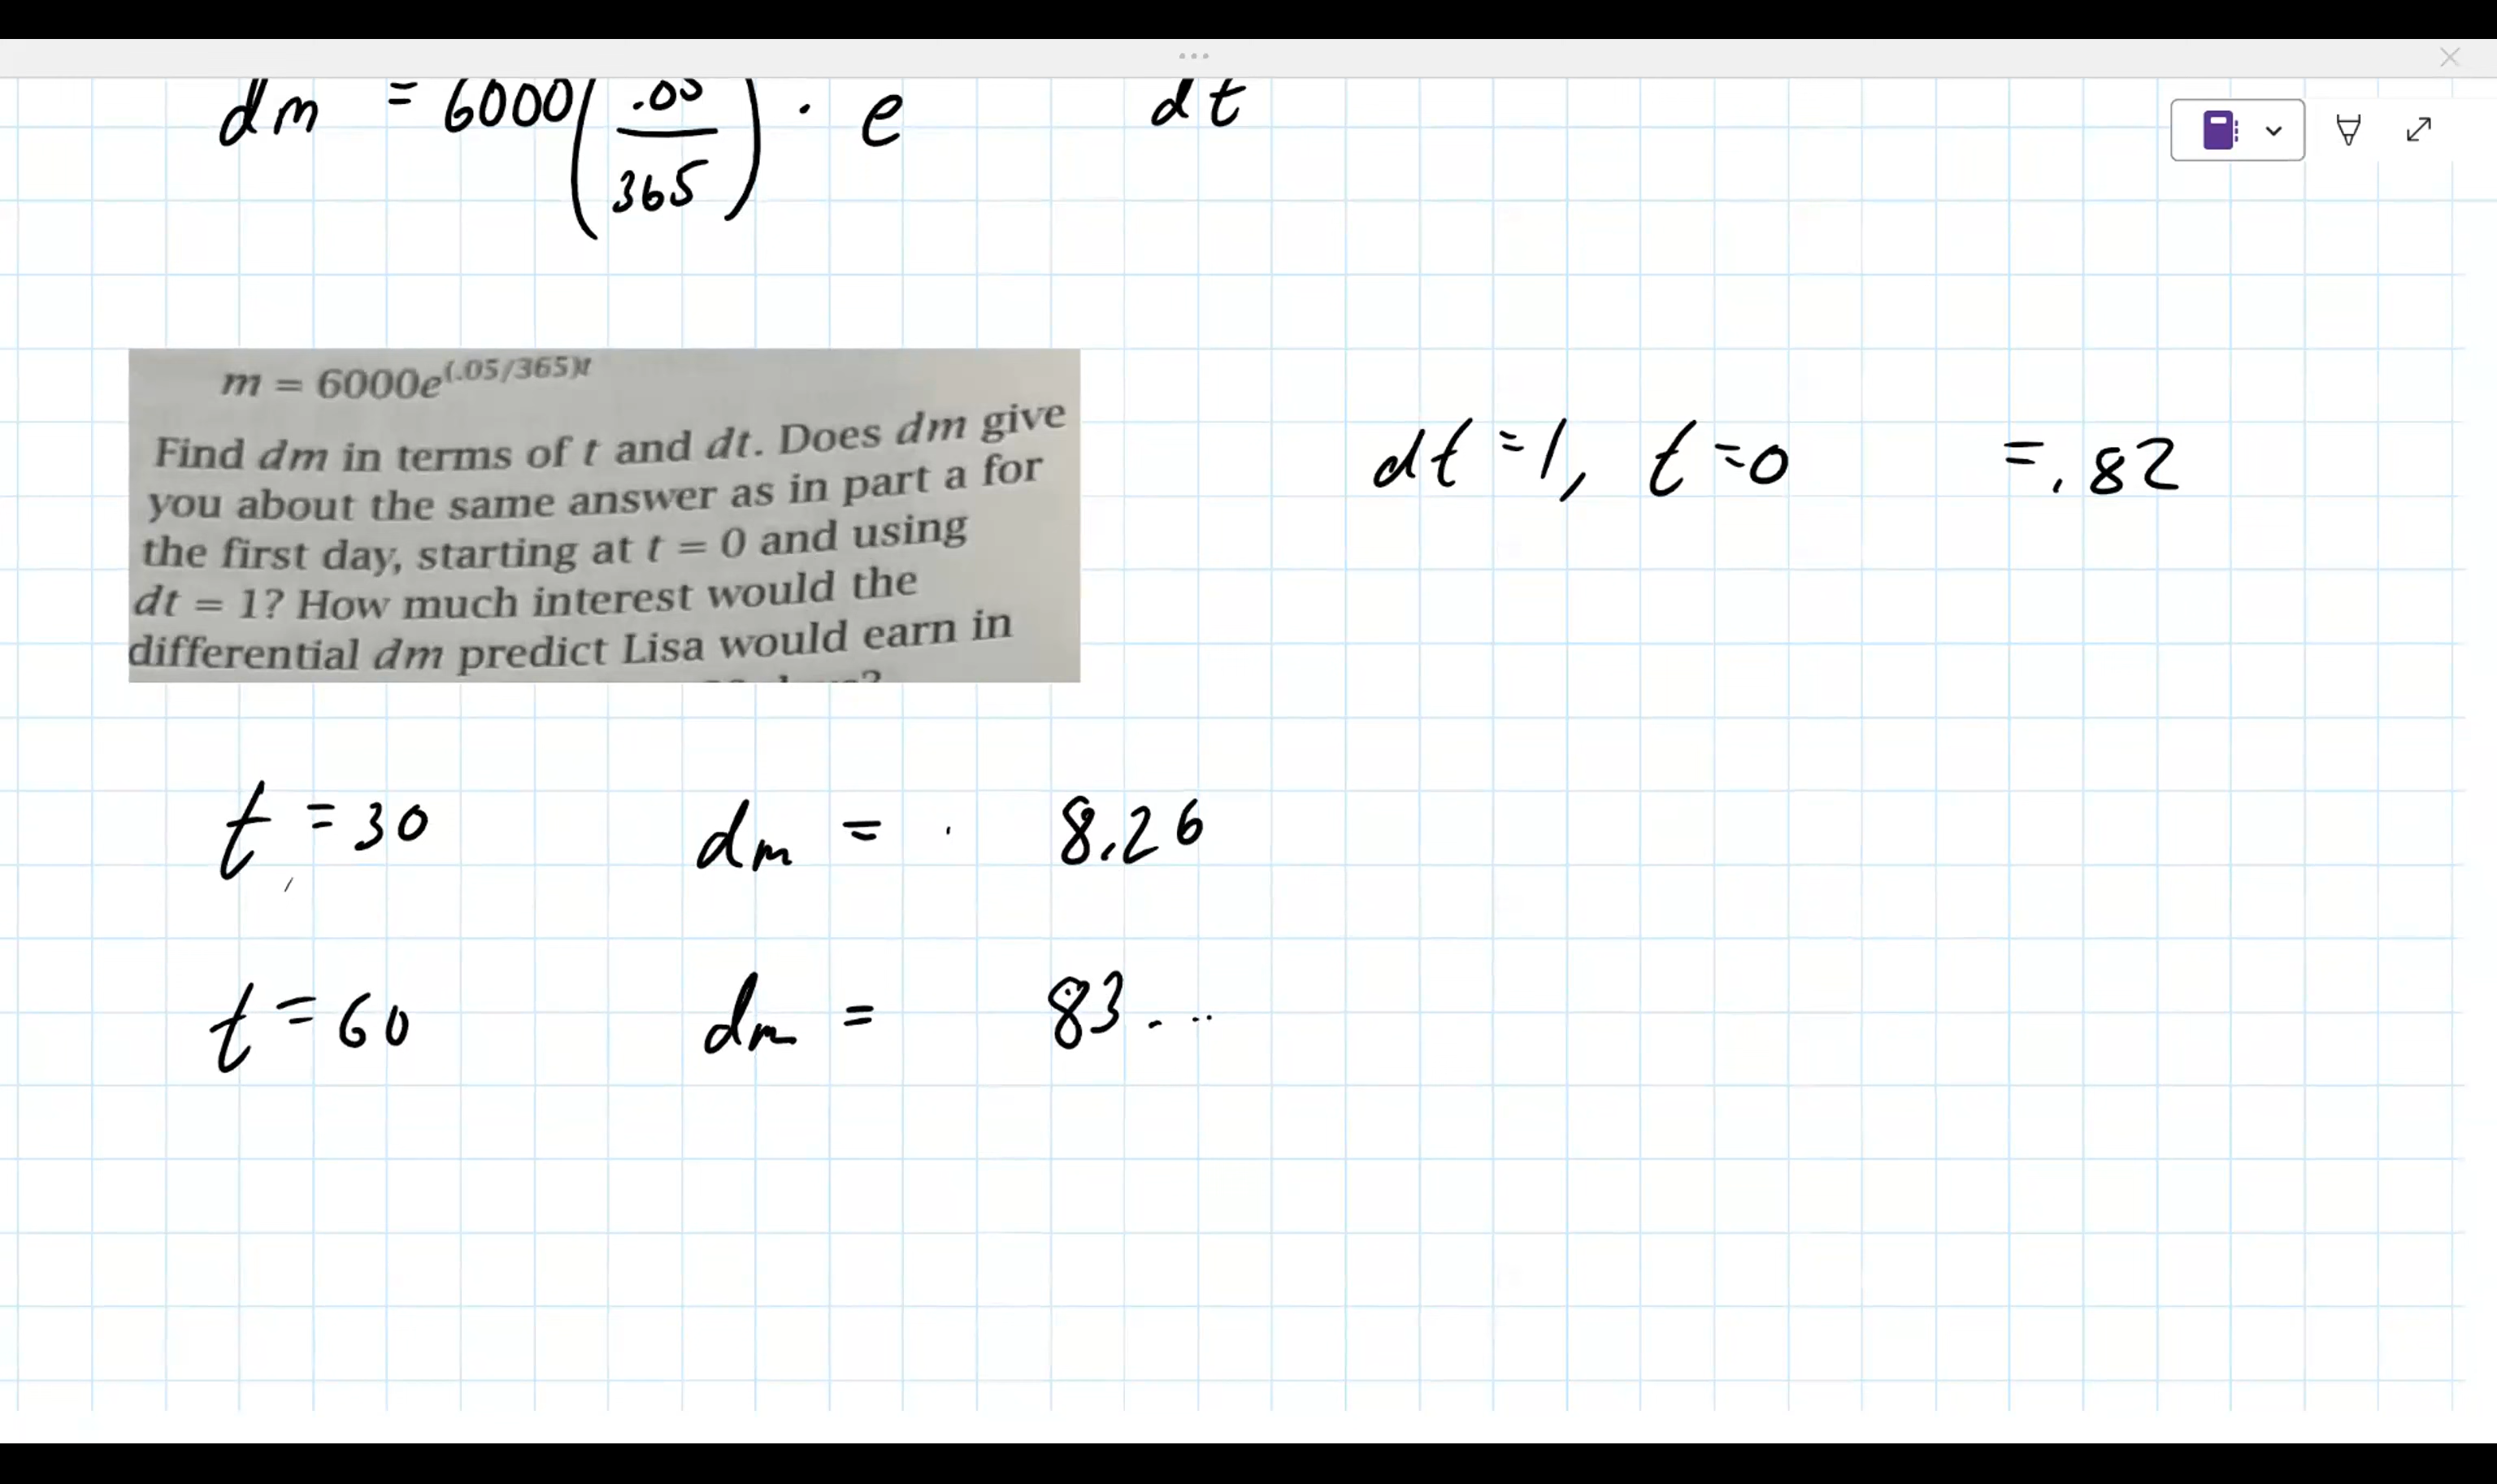 dm = 6000(.05/365) · e dt
m = 6000e^(.05/365)t
Find dm in terms of t and dt. Does dm give
you about the same answer as in part a for
the first day, starting at t = 0 and using
dt = 1? How much interest would the
differential dm predict Lisa would earn in
dt = 1, t = 0 = .82
t = 30 dm = . 8.26
t = 60 dm = 83 - ..